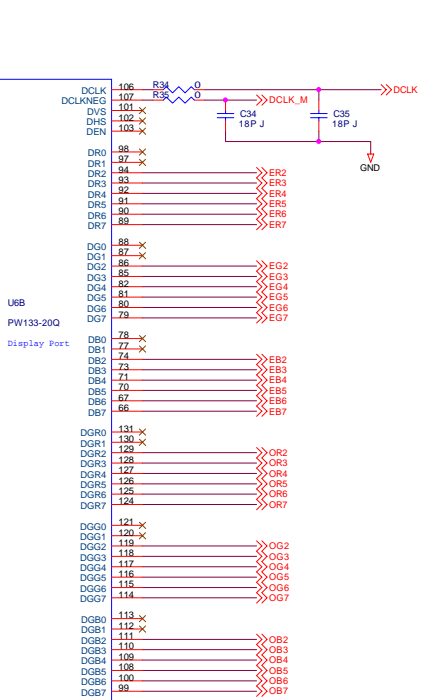 DCLK 106 R34 0 DCLK
DCLKNEG 107 R35 0 DCLK_M
DVS 101
DHS 102 C34 C35
DEN 103 18P J 18P J
GND
DR0 98
DR1 97
DR2 94 ER2
DR3 93 ER3
DR4 92 ER4
DR5 91 ER5
DR6 90 ER6
DR7 89 ER7
DG0 88
DG1 87
DG2 86 EG2
DG3 85 EG3
DG4 82 EG4
DG5 81 EG5
DG6 80 EG6
DG7 79 EG7
U6B
PW133-20Q
Display Port
DB0 78
DB1 77
DB2 74 EB2
DB3 73 EB3
DB4 71 EB4
DB5 70 EB5
DB6 67 EB6
DB7 66 EB7
DGR0 131
DGR1 130
DGR2 129 OR2
DGR3 128 OR3
DGR4 127 OR4
DGR5 126 OR5
DGR6 125 OR6
DGR7 124 OR7
DGG0 121
DGG1 120
DGG2 119 OG2
DGG3 118 OG3
DGG4 117 OG4
DGG5 116 OG5
DGG6 115 OG6
DGG7 114 OG7
DGB0 113
DGB1 112
DGB2 111 OB2
DGB3 110 OB3
DGB4 109 OB4
DGB5 108 OB5
DGB6 100 OB6
DGB7 99 OB7